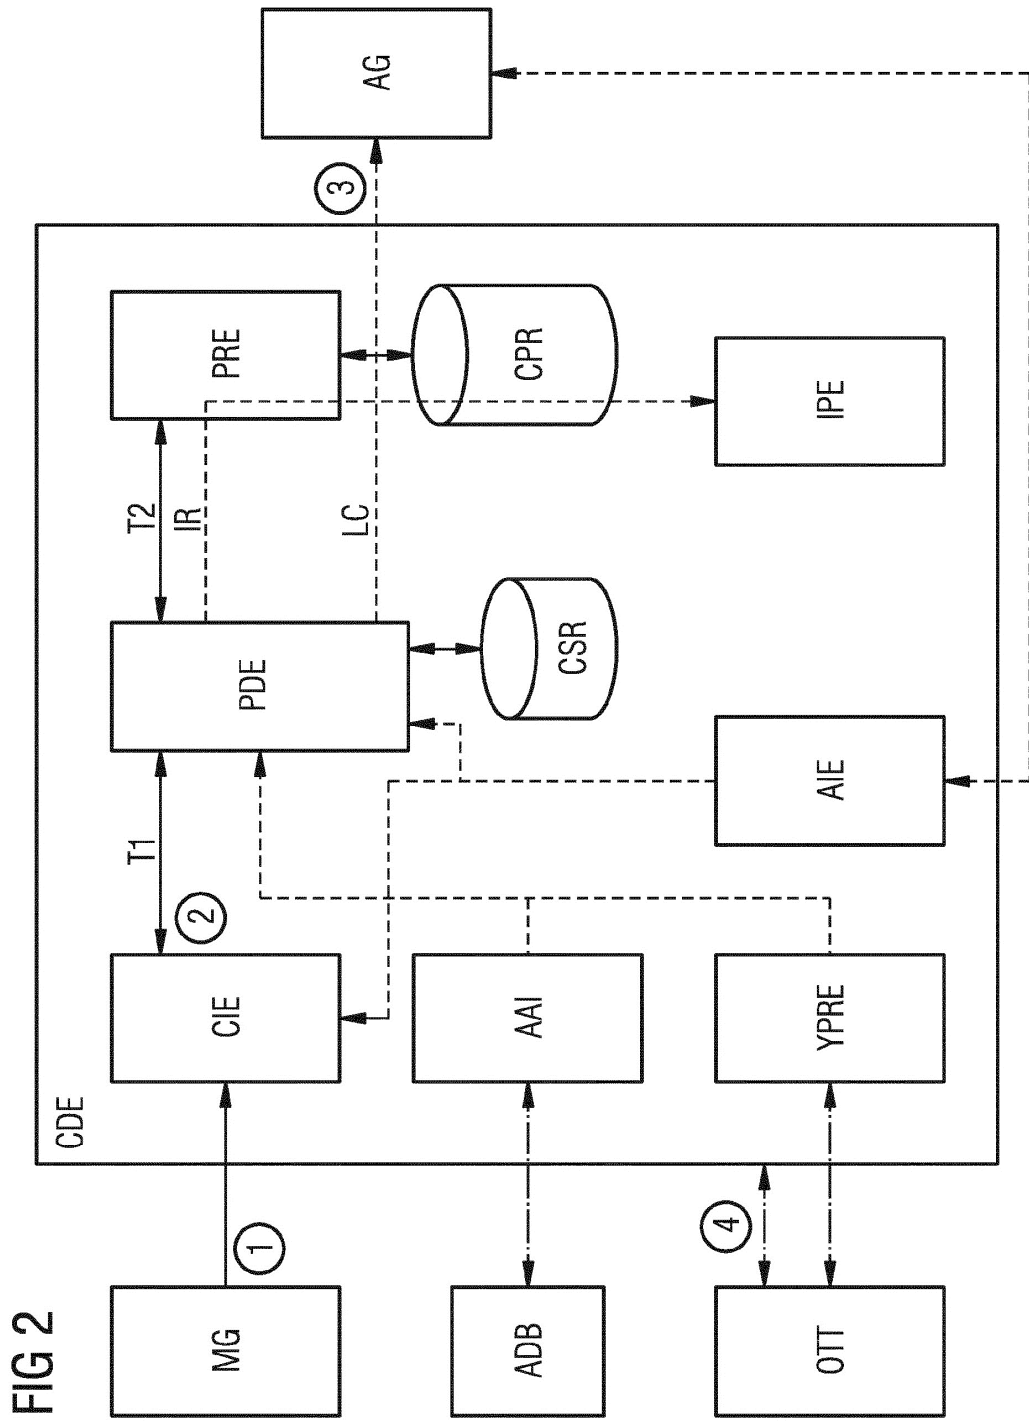 FIG 2
CDE
MG
1
CIE
2
T1
PDE
T2
IR
LC
PRE
3
AG
CPR
CSR
ADB
AAI
OTT
4
YPRE
AIE
IPE